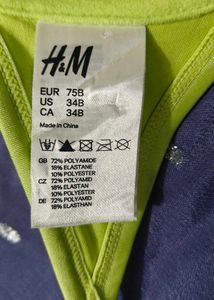 H&M
EUR 75B
US 34B
CA 34B
Made in China
GB 72% POLYAMIDE
18% ELASTANE
10% POLYESTER
CZ 72% POLYAMID
18% ELASTAN
10% POLYESTER
DE 72% POLYAMID
18% ELASTHAN